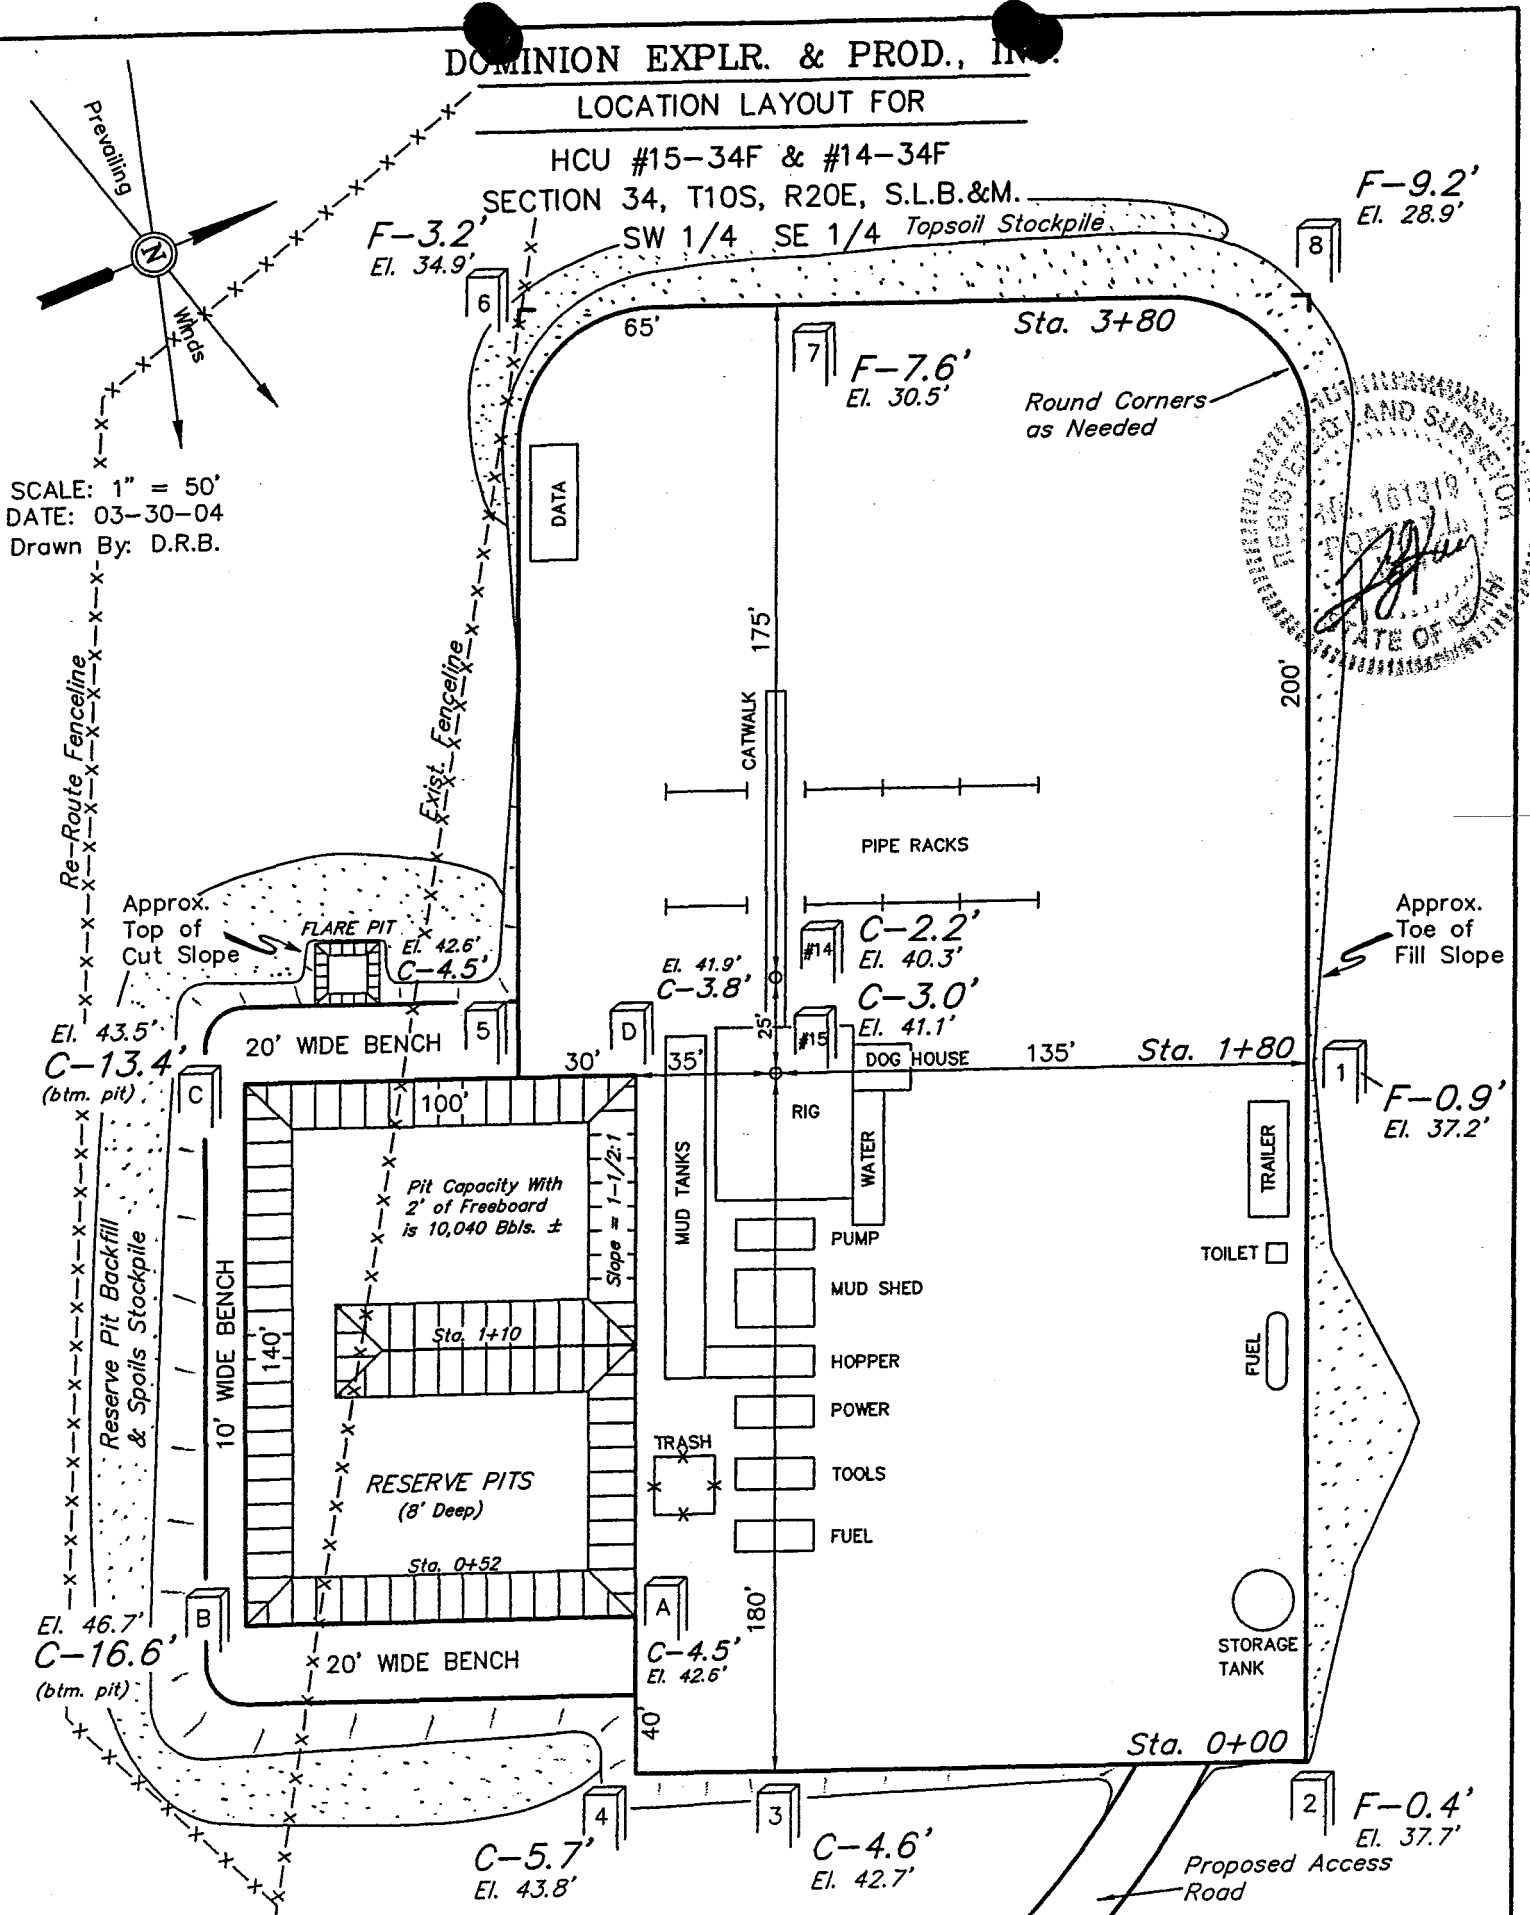 DOMINION EXPLR. & PROD., INC.
LOCATION LAYOUT FOR
HCU #15-34F & #14-34F
SECTION 34, T10S, R20E, S.L.B.&M.
SW 1/4 SE 1/4
Topsoil Stockpile
Prevailing
N
Winds
SCALE: 1" = 50'
DATE: 03-30-04
Drawn By: D.R.B.
F-3.2'
El. 34.9'
6
65'
7
F-7.6'
El. 30.5'
Sta. 3+80
F-9.2'
El. 28.9'
8
Round Corners
as Needed
REGISTERED LAND SURVEYOR
No. 161319
STATE OF UTAH
DATA
175'
200'
CATWALK
PIPE RACKS
Re-Route Fenceline
Exist. Fenceline
Approx.
Top of
Cut Slope
FLARE PIT
El. 42.6'
C-4.5'
5
El. 41.9'
C-3.8'
D
#14
C-2.2'
El. 40.3'
#15
C-3.0'
El. 41.1'
25'
Approx.
Toe of
Fill Slope
El. 43.5'
C-13.4'
(btm. pit)
C
20' WIDE BENCH
30'
35'
DOG HOUSE
135'
Sta. 1+80
1
F-0.9'
El. 37.2'
100'
RIG
WATER
TRAILER
MUD TANKS
Slope = 1-1/2:1
Pit Capacity With
2' of Freeboard
is 10,040 Bbls. ±
PUMP
TOILET
MUD SHED
Reserve Pit Backfill
& Spoils Stockpile
10' WIDE BENCH
140'
Sta. 1+10
HOPPER
FUEL
POWER
TRASH
TOOLS
RESERVE PITS
(8' Deep)
FUEL
Sta. 0+52
El. 46.7'
C-16.6'
(btm. pit)
B
A
C-4.5'
El. 42.6'
180'
STORAGE
TANK
20' WIDE BENCH
40'
Sta. 0+00
4
C-5.7'
El. 43.8'
3
C-4.6'
El. 42.7'
2
F-0.4'
El. 37.7'
Proposed Access
Road